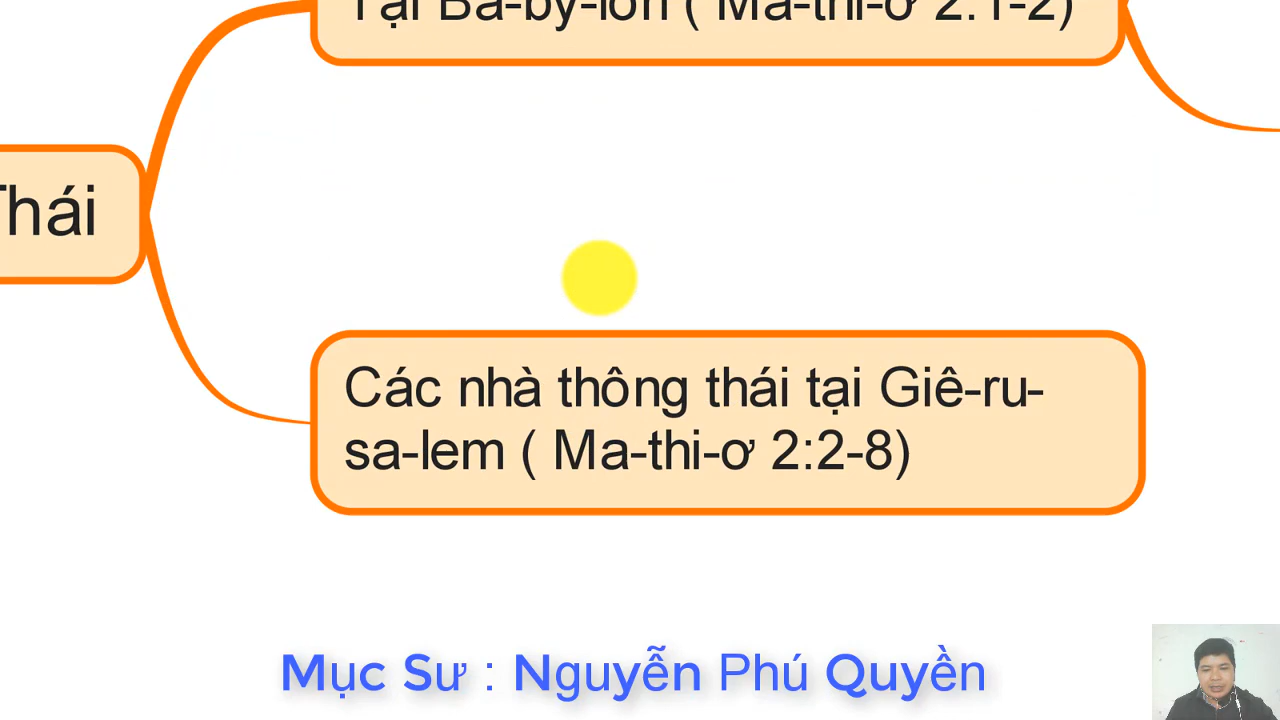 Tại Ba-by-lôn ( Ma-thi-ơ 2:1-2)
Thái
Các nhà thông thái tại Giê-ru-
sa-lem ( Ma-thi-ơ 2:2-8)
Mục Sư : Nguyễn Phú Quyền